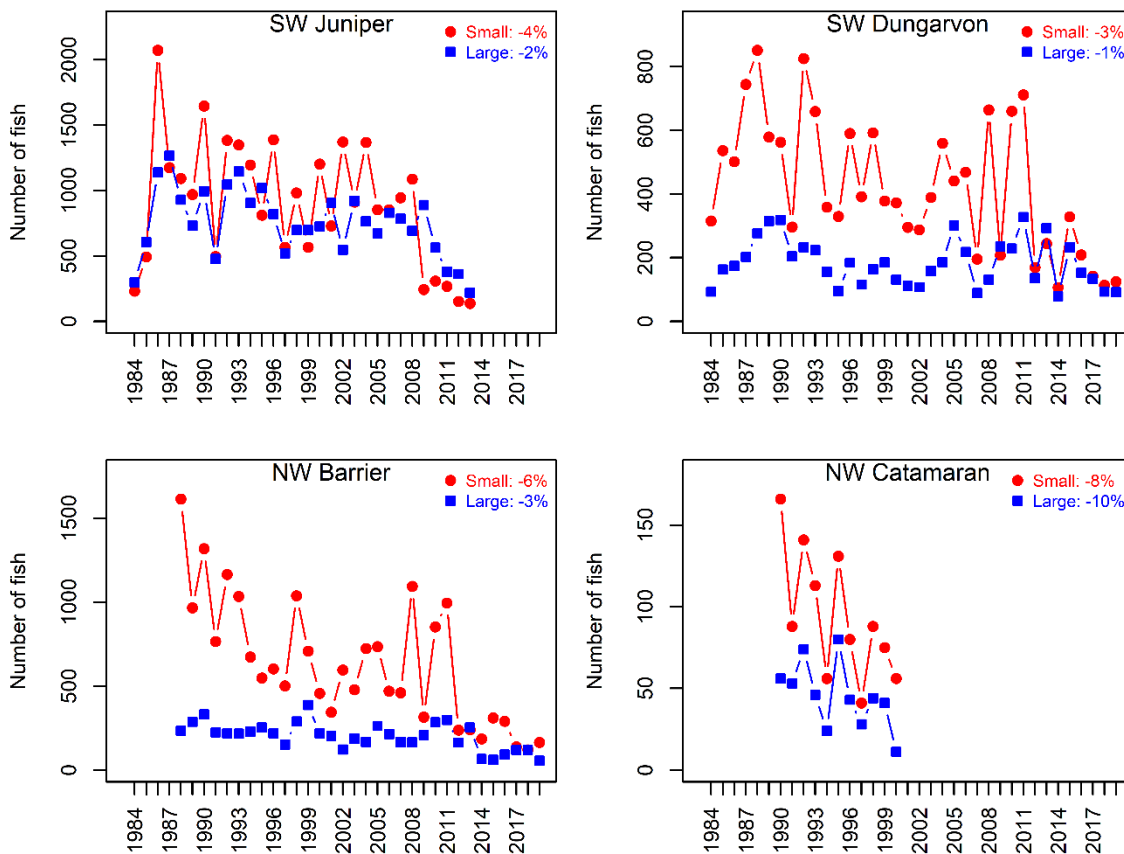 SW Juniper
Small: -4%
Large: -2%
Number of fish
0 500 1000 1500 2000
1984 1987 1990 1993 1996 1999 2002 2005 2008 2011 2014 2017
SW Dungarvon
Small: -3%
Large: -1%
Number of fish
0 200 400 600 800
1984 1987 1990 1993 1996 1999 2002 2005 2008 2011 2014 2017
NW Barrier
Small: -6%
Large: -3%
Number of fish
0 500 1000 1500
1984 1987 1990 1993 1996 1999 2002 2005 2008 2011 2014 2017
NW Catamaran
Small: -8%
Large: -10%
Number of fish
0 50 100 150
1984 1987 1990 1993 1996 1999 2002 2005 2008 2011 2014 2017